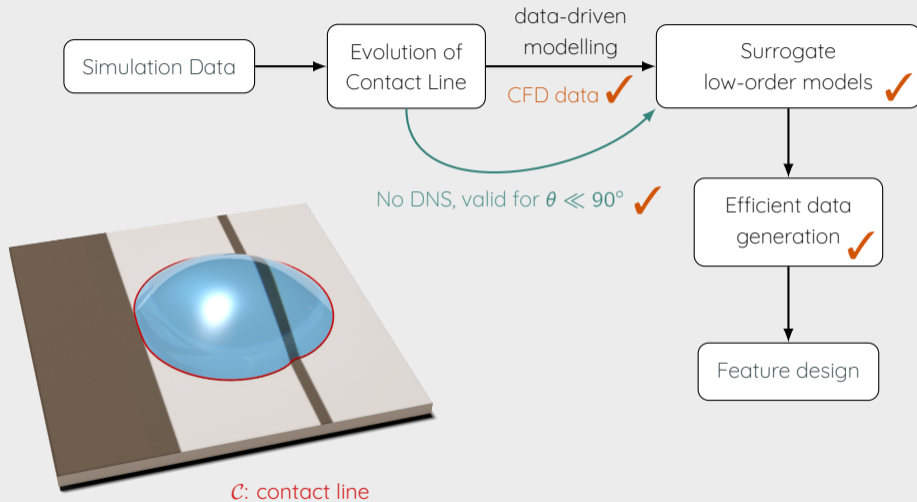 Simulation Data
Evolution of
Contact Line
data-driven
modelling
CFD data
Surrogate
low-order models
No DNS, valid for θ ≪ 90°
Efficient data
generation
Feature design
𝒞: contact line